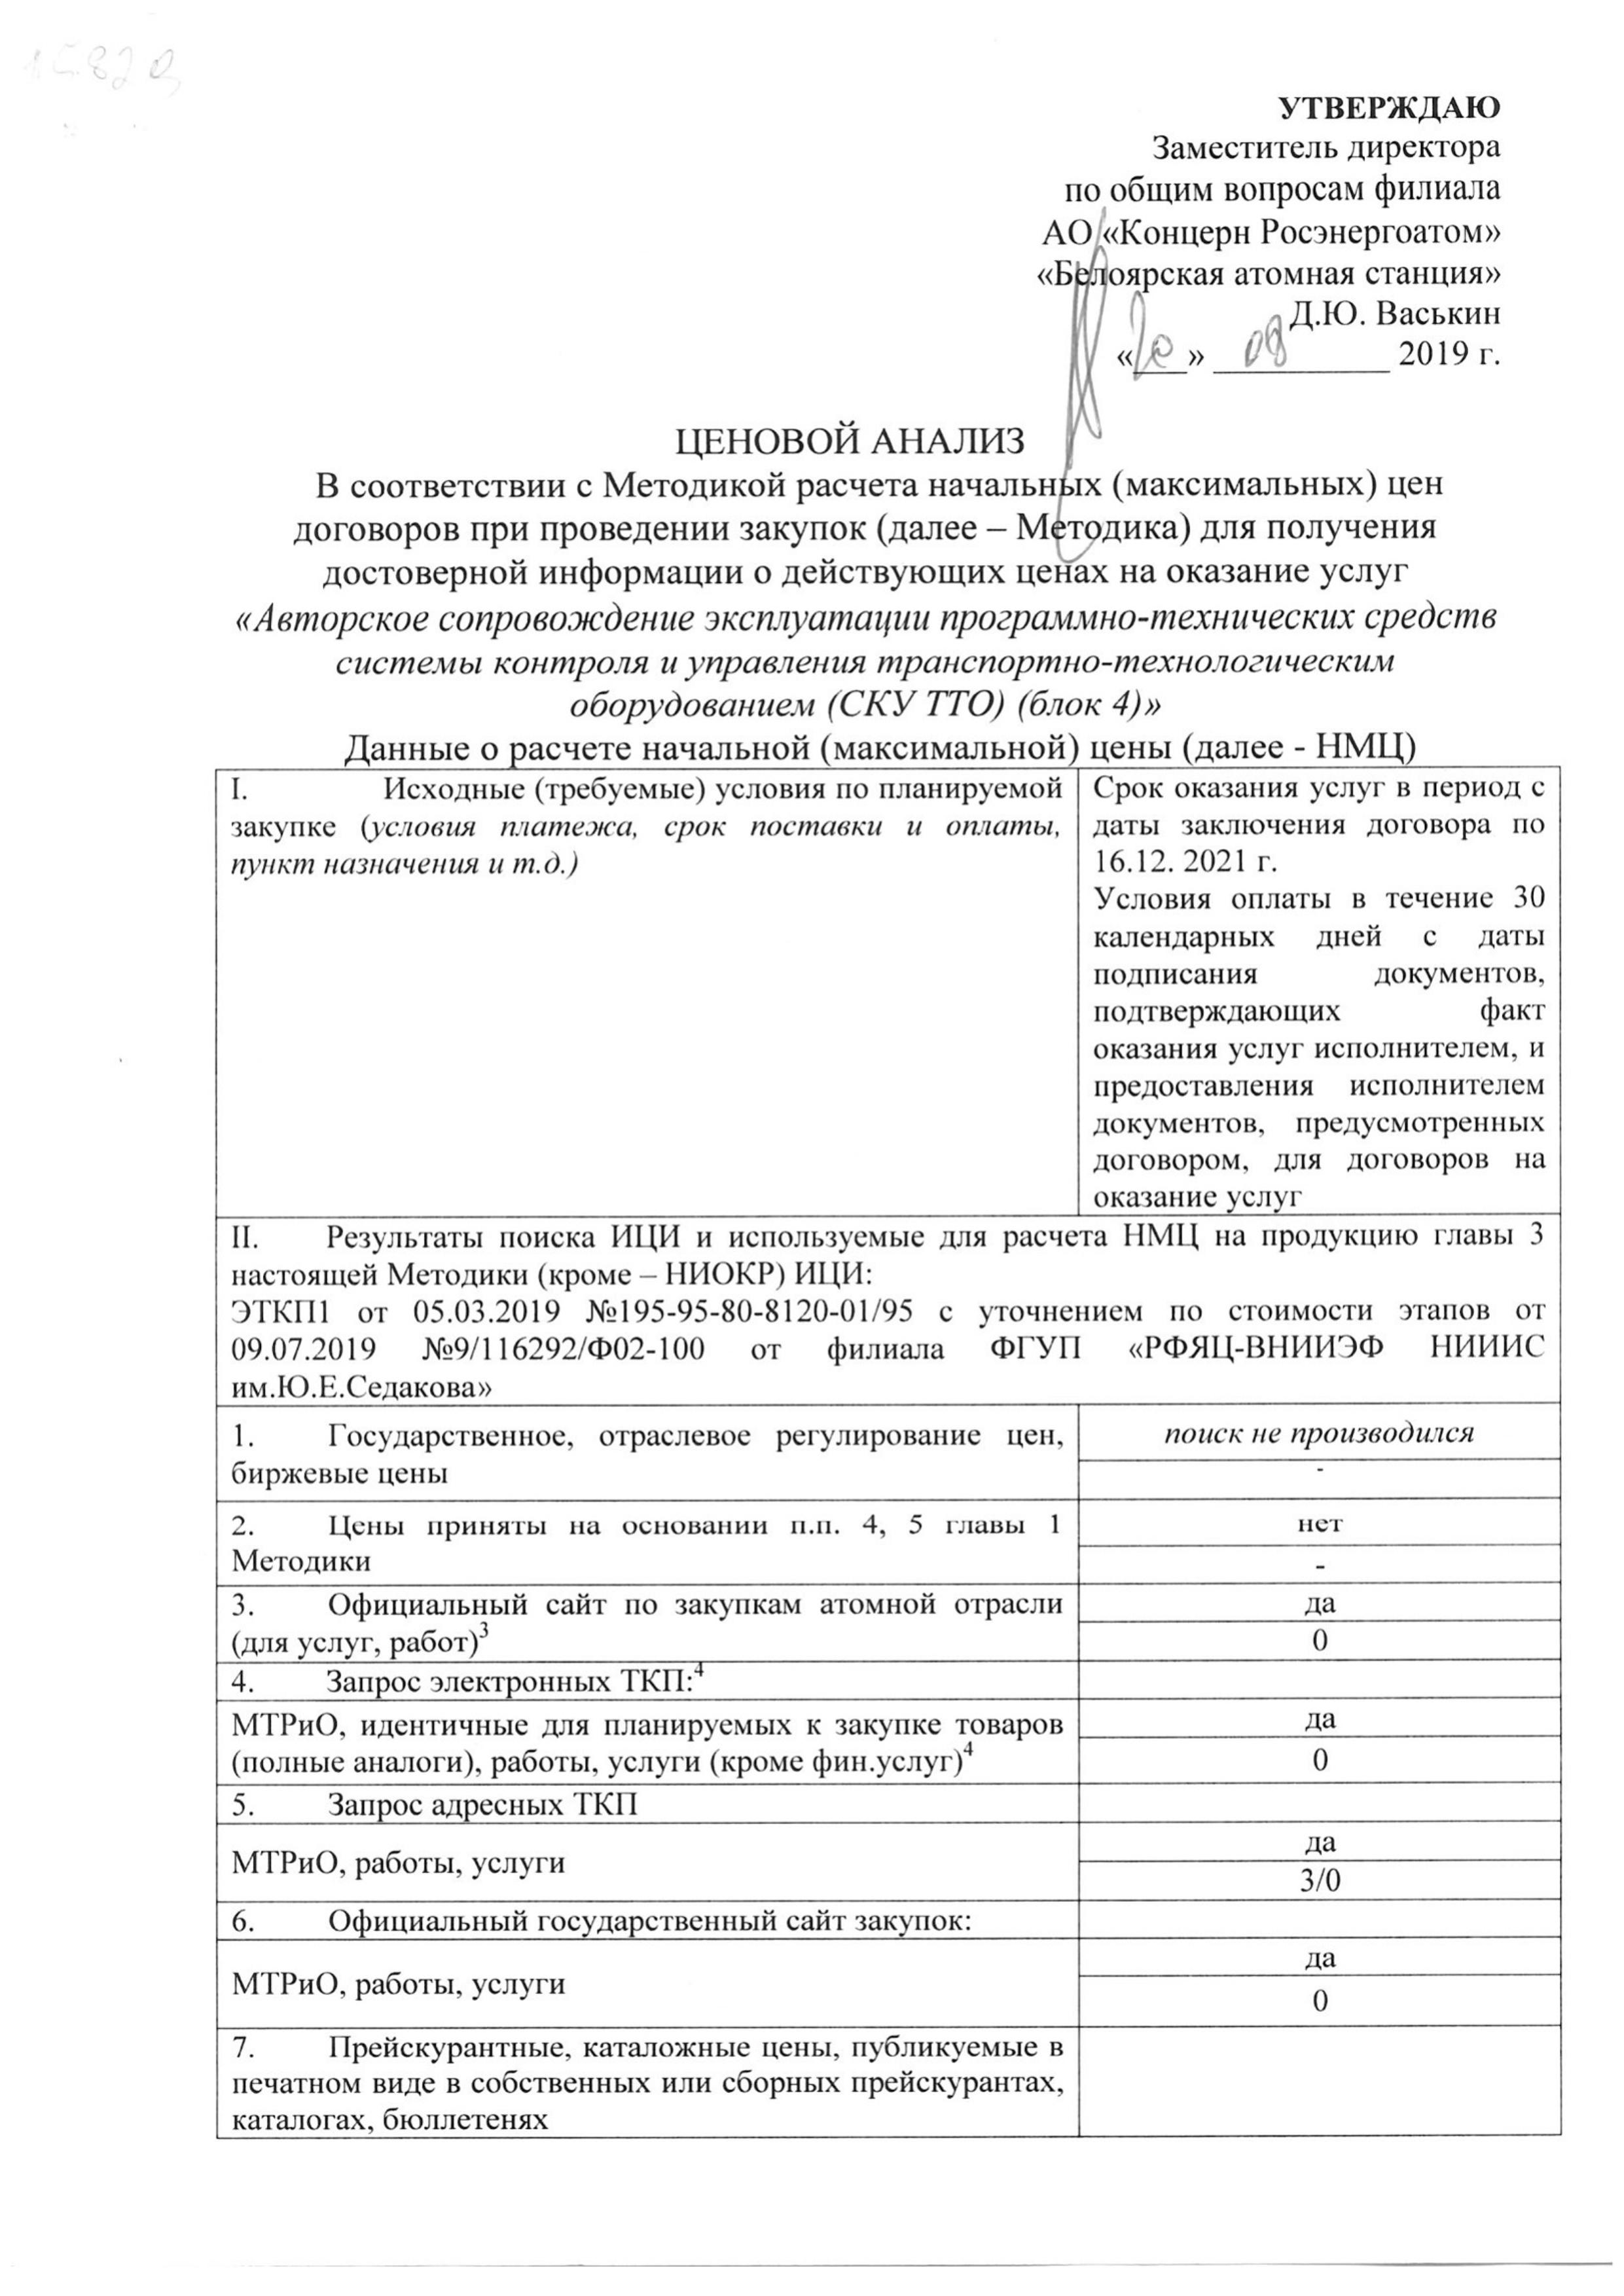 УТВЕРЖДАЮ
Заместитель директора
по общим вопросам филиала
АО «Концерн Росэнергоатом»
«Белоярская атомная станция»
Д.Ю. Васькин
«20» 09 2019 г.
ЦЕНОВОЙ АНАЛИЗ
В соответствии с Методикой расчета начальных (максимальных) цен
договоров при проведении закупок (далее – Методика) для получения
достоверной информации о действующих ценах на оказание услуг
«Авторское сопровождение эксплуатации программно-технических средств
системы контроля и управления транспортно-технологическим
оборудованием (СКУ ТТО) (блок 4)»
Данные о расчете начальной (максимальной) цены (далее - НМЦ)
I. Исходные (требуемые) условия по планируемой
закупке (условия платежа, срок поставки и оплаты,
пункт назначения и т.д.)
Срок оказания услуг в период с
даты заключения договора по
16.12. 2021 г.
Условия оплаты в течение 30
календарных дней с даты
подписания документов,
подтверждающих факт
оказания услуг исполнителем, и
предоставления исполнителем
документов, предусмотренных
договором, для договоров на
оказание услуг
II. Результаты поиска ИЦИ и используемые для расчета НМЦ на продукцию главы 3
настоящей Методики (кроме – НИОКР) ИЦИ:
ЭТКП1 от 05.03.2019 №195-95-80-8120-01/95 с уточнением по стоимости этапов от
09.07.2019 №9/116292/Ф02-100 от филиала ФГУП «РФЯЦ-ВНИИЭФ НИИИС
им.Ю.Е.Седакова»
1. Государственное, отраслевое регулирование цен,
биржевые цены
поиск не производился
-
2. Цены приняты на основании п.п. 4, 5 главы 1
Методики
нет
-
3. Официальный сайт по закупкам атомной отрасли
(для услуг, работ)3
да
0
4. Запрос электронных ТКП:4
МТРиО, идентичные для планируемых к закупке товаров
(полные аналоги), работы, услуги (кроме фин.услуг)4
да
0
5. Запрос адресных ТКП
МТРиО, работы, услуги
да
3/0
6. Официальный государственный сайт закупок:
МТРиО, работы, услуги
да
0
7. Прейскурантные, каталожные цены, публикуемые в
печатном виде в собственных или сборных прейскурантах,
каталогах, бюллетенях